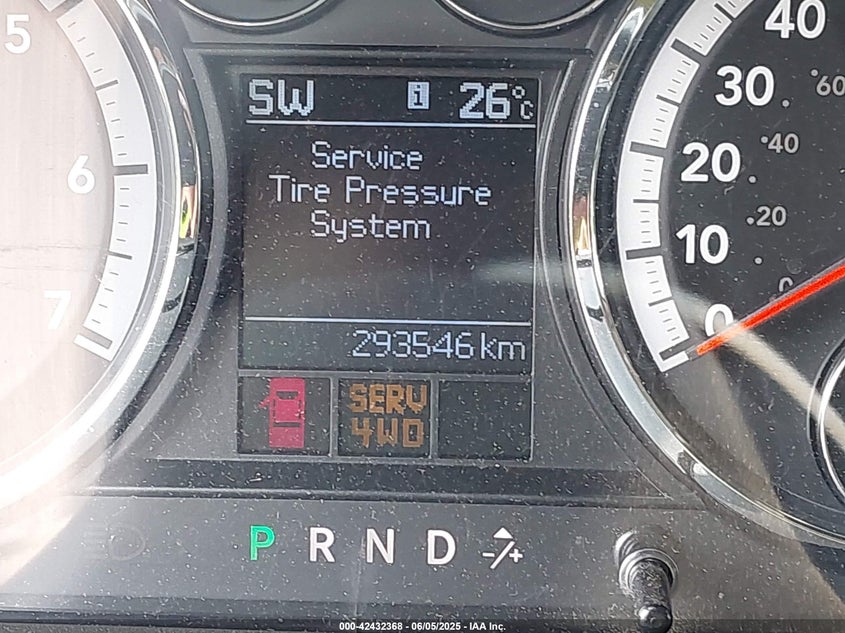 5
6
7
SW i 26°C
Service
Tire Pressure
System
293546 km
SERV
4WD
P R N D -/+
40
30
20
10
0
60
40
20
0
000-42432368 - 06/05/2025 - IAA Inc.